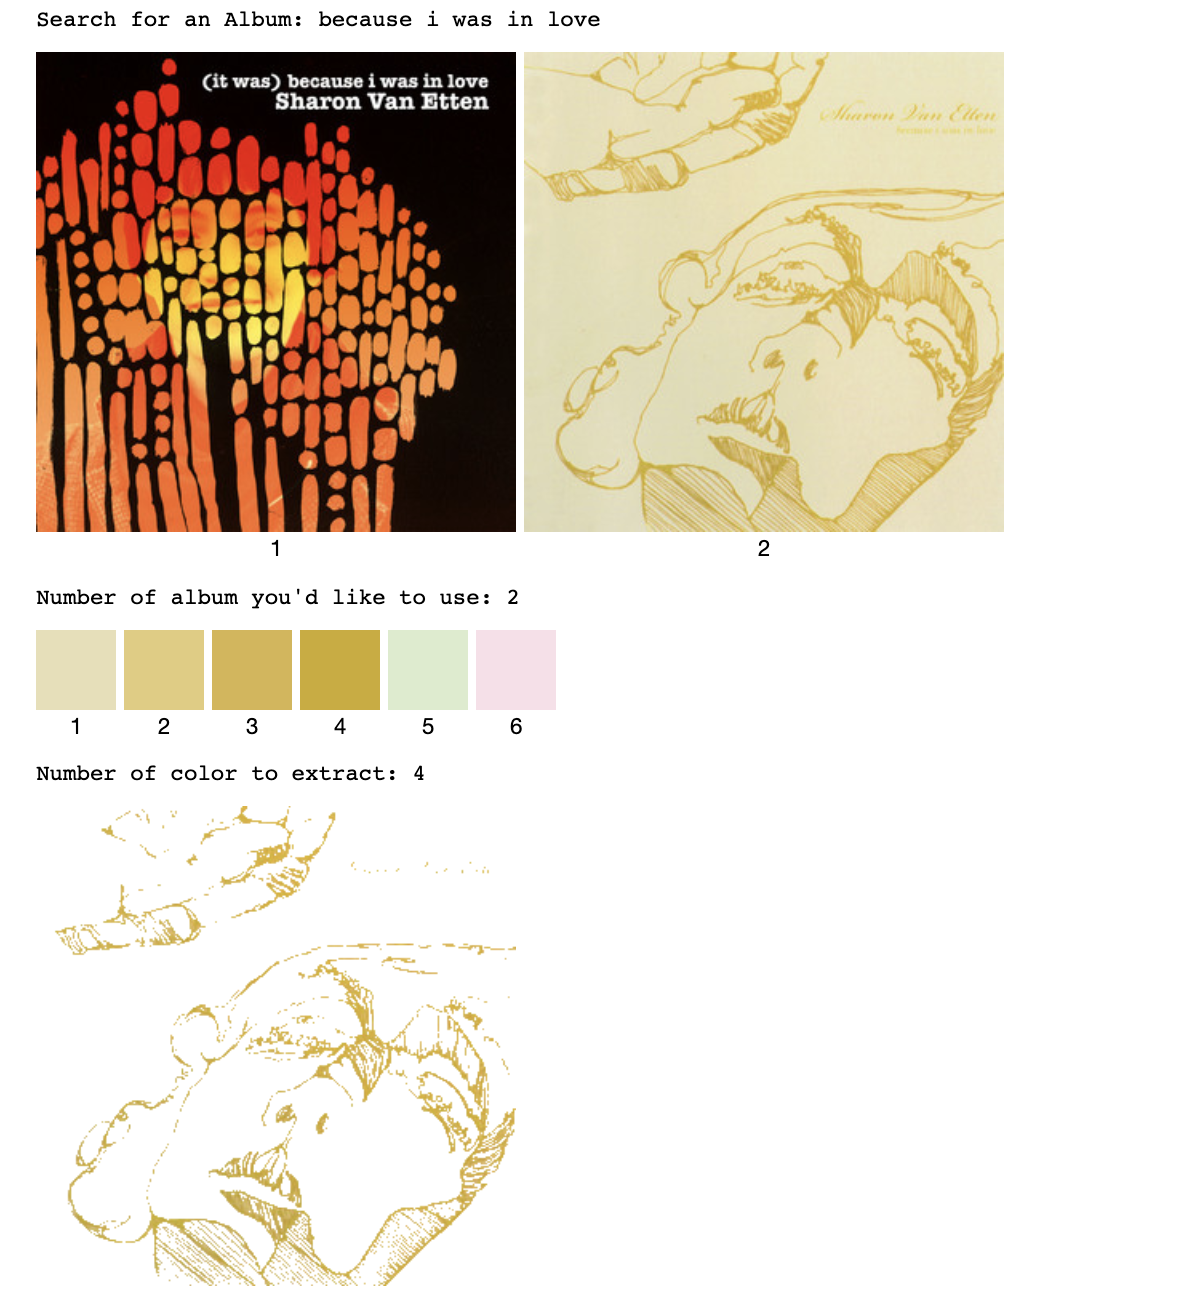 Search for an Album: because i was in love
(it was) because i was in love
Sharon Van Etten
Sharon Van Etten
because i was in love
1
2
Number of album you'd like to use: 2
1
2
3
4
5
6
Number of color to extract: 4